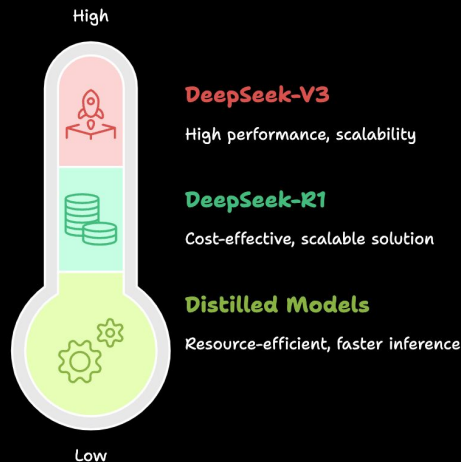 High
DeepSeek-V3
High performance, scalability
DeepSeek-R1
Cost-effective, scalable solution
Distilled Models
Resource-efficient, faster inference
Low